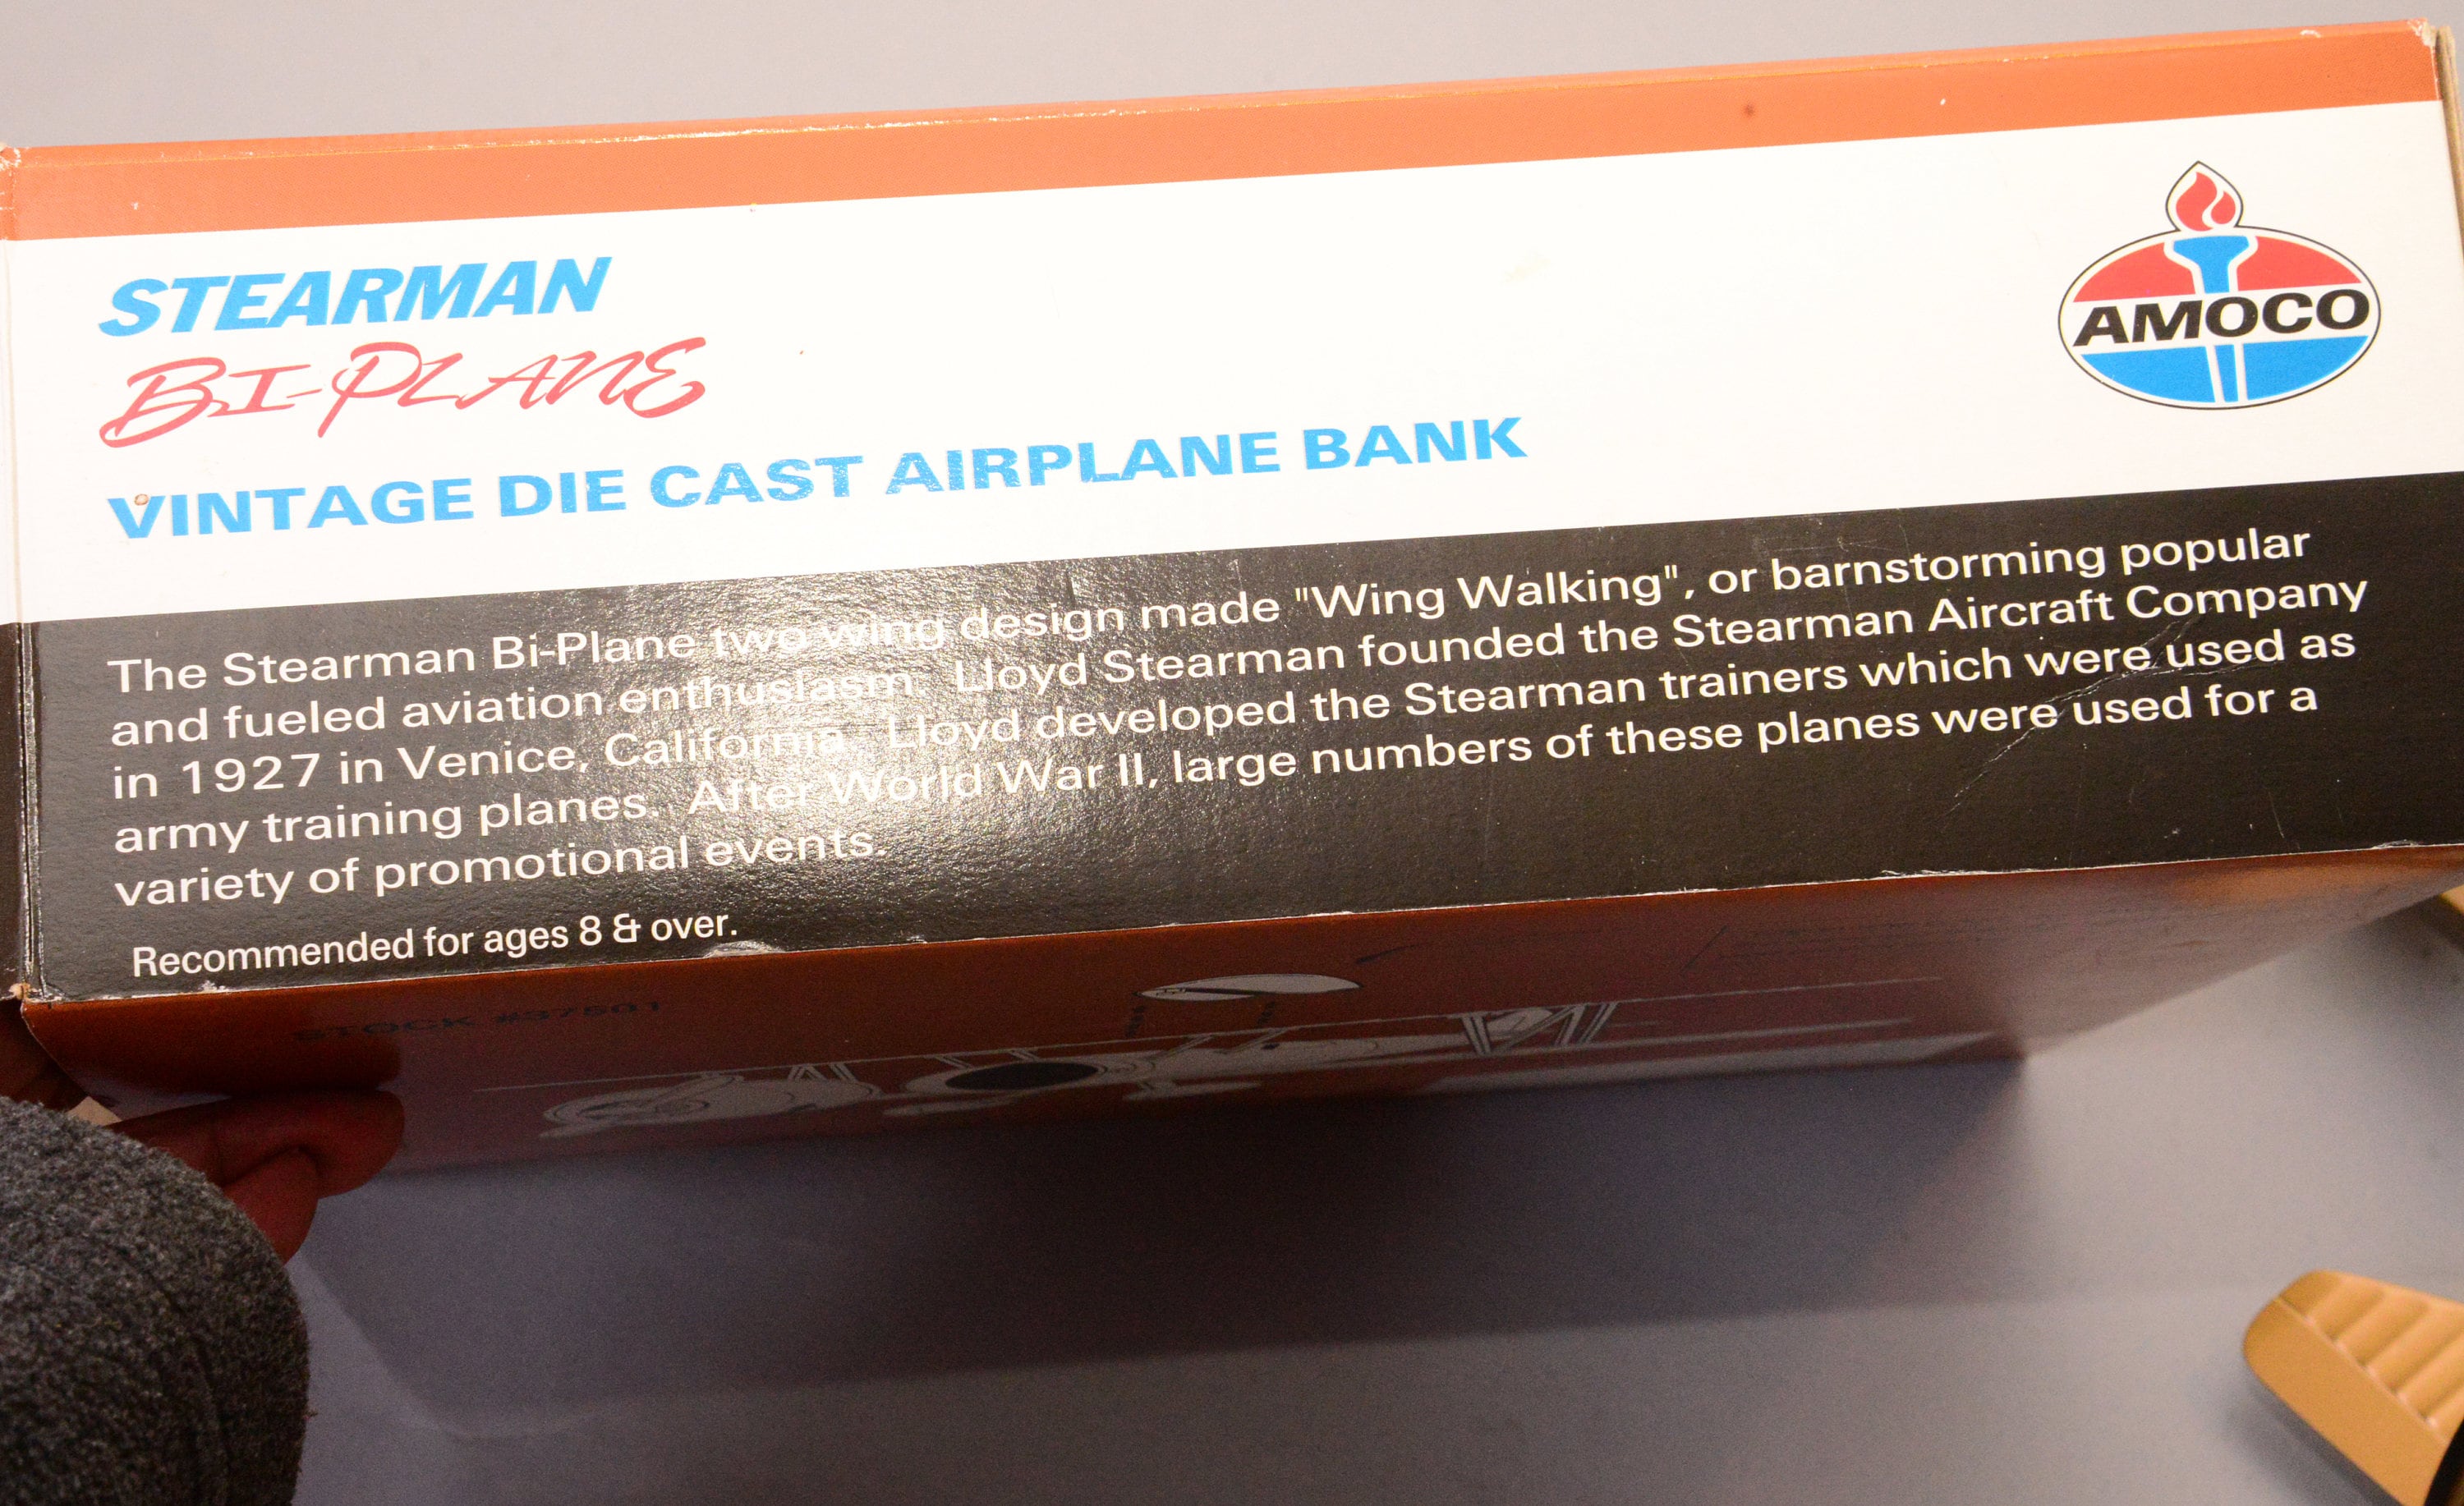 STEARMAN
BI-PLANE
VINTAGE DIE CAST AIRPLANE BANK
AMOCO
The Stearman Bi-Plane two wing design made "Wing Walking", or barnstorming popular
and fueled aviation enthusiasm. Lloyd Stearman founded the Stearman Aircraft Company
in 1927 in Venice, California. Lloyd developed the Stearman trainers which were used as
army training planes. After World War II, large numbers of these planes were used for a
variety of promotional events.
Recommended for ages 8 & over.
STOCK #37501